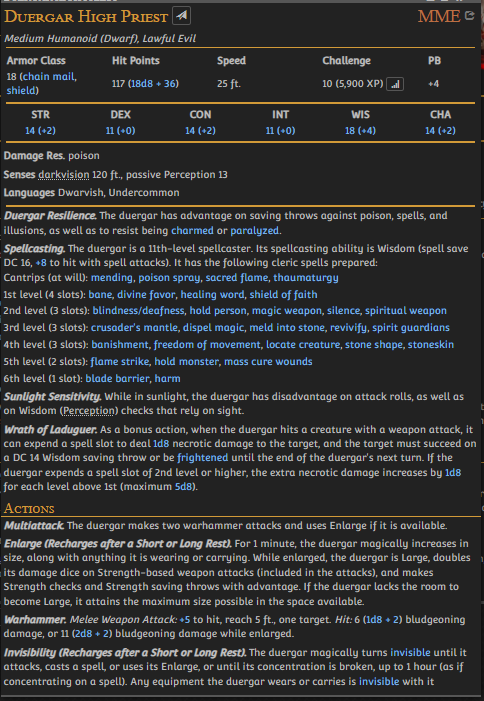 Duergar High Priest MME
Medium Humanoid (Dwarf), Lawful Evil
Armor Class Hit Points Speed Challenge PB
18 (chain mail, shield) 117 (18d8 + 36) 25 ft. 10 (5,900 XP) +4
STR DEX CON INT WIS CHA
14 (+2) 11 (+0) 14 (+2) 11 (+0) 18 (+4) 14 (+2)
Damage Res. poison
Senses darkvision 120 ft., passive Perception 13
Languages Dwarvish, Undercommon
Duergar Resilience. The duergar has advantage on saving throws against poison, spells, and
illusions, as well as to resist being charmed or paralyzed.
Spellcasting. The duergar is a 11th-level spellcaster. Its spellcasting ability is Wisdom (spell save
DC 16, +8 to hit with spell attacks). It has the following cleric spells prepared:
Cantrips (at will): mending, poison spray, sacred flame, thaumaturgy
1st level (4 slots): bane, divine favor, healing word, shield of faith
2nd level (3 slots): blindness/deafness, hold person, magic weapon, silence, spiritual weapon
3rd level (3 slots): crusader's mantle, dispel magic, meld into stone, revivify, spirit guardians
4th level (3 slots): banishment, freedom of movement, locate creature, stone shape, stoneskin
5th level (2 slots): flame strike, hold monster, mass cure wounds
6th level (1 slot): blade barrier, harm
Sunlight Sensitivity. While in sunlight, the duergar has disadvantage on attack rolls, as well as
on Wisdom (Perception) checks that rely on sight.
Wrath of Laduguer. As a bonus action, when the duergar hits a creature with a weapon attack, it
can expend a spell slot to deal 1d8 necrotic damage to the target, and the target must succeed on
a DC 14 Wisdom saving throw or be frightened until the end of the duergar's next turn. If the
duergar expends a spell slot of 2nd level or higher, the extra necrotic damage increases by 1d8
for each level above 1st (maximum 5d8).
Actions
Multiattack. The duergar makes two warhammer attacks and uses Enlarge if it is available.
Enlarge (Recharges after a Short or Long Rest). For 1 minute, the duergar magically increases in
size, along with anything it is wearing or carrying. While enlarged, the duergar is Large, doubles
its damage dice on Strength-based weapon attacks (included in the attacks), and makes
Strength checks and Strength saving throws with advantage. If the duergar lacks the room to
become Large, it attains the maximum size possible in the space available.
Warhammer. Melee Weapon Attack: +5 to hit, reach 5 ft., one target. Hit: 6 (1d8 + 2) bludgeoning
damage, or 11 (2d8 + 2) bludgeoning damage while enlarged.
Invisibility (Recharges after a Short or Long Rest). The duergar magically turns invisible until it
attacks, casts a spell, or uses its Enlarge, or until its concentration is broken, up to 1 hour (as if
concentrating on a spell). Any equipment the duergar wears or carries is invisible with it